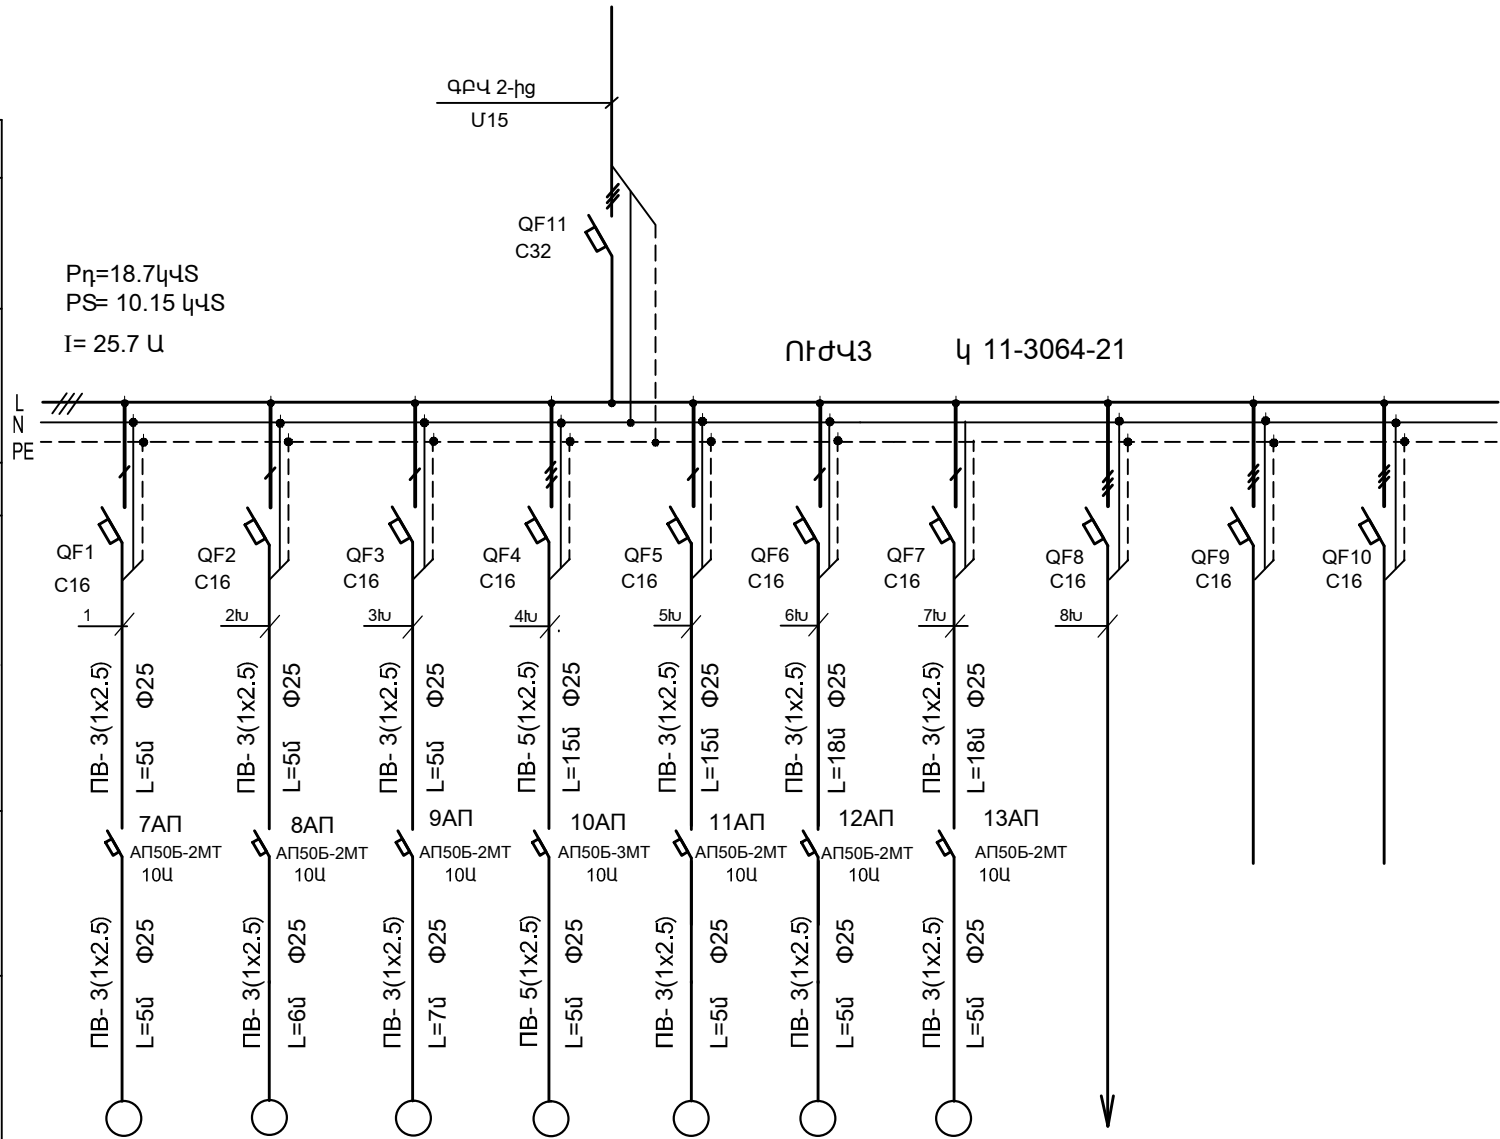 ԳԲՎ 2-ից
Մ15
QF11
C32
Pդ=18.7կՎՏ
PՏ= 10.15 կՎՏ
I= 25.7 Ա
ՈՒԺՎ3 կ 11-3064-21
L
N
PE
QF1 QF2 QF3 QF4 QF5 QF6 QF7 QF8 QF9 QF10
C16 C16 C16 C16 C16 C16 C16 C16 C16 C16
1 2Խ 3Խ 4Խ 5Խ 6Խ 7Խ 8Խ
ПВ- 3(1x2.5) Ф25
L=5մ
ПВ- 3(1x2.5) Ф25
L=5մ
ПВ- 3(1x2.5) Ф25
L=5մ
ПВ- 5(1x2.5) Ф25
L=15մ
ПВ- 3(1x2.5) Ф25
L=15մ
ПВ- 3(1x2.5) Ф25
L=18մ
ПВ- 3(1x2.5) Ф25
L=18մ
7АП 8АП 9АП 10АП 11АП 12АП 13АП
АП50Б-2МТ АП50Б-2МТ АП50Б-2МТ АП50Б-3МТ АП50Б-2МТ АП50Б-2МТ АП50Б-2МТ
10Ա 10Ա 10Ա 10Ա 10Ա 10Ա 10Ա
ПВ- 3(1x2.5) Ф25
L=5մ
ПВ- 3(1x2.5) Ф25
L=6մ
ПВ- 3(1x2.5) Ф25
L=7մ
ПВ- 5(1x2.5) Ф25
L=5մ
ПВ- 3(1x2.5) Ф25
L=5մ
ПВ- 3(1x2.5) Ф25
L=5մ
ПВ- 3(1x2.5) Ф25
L=5մ